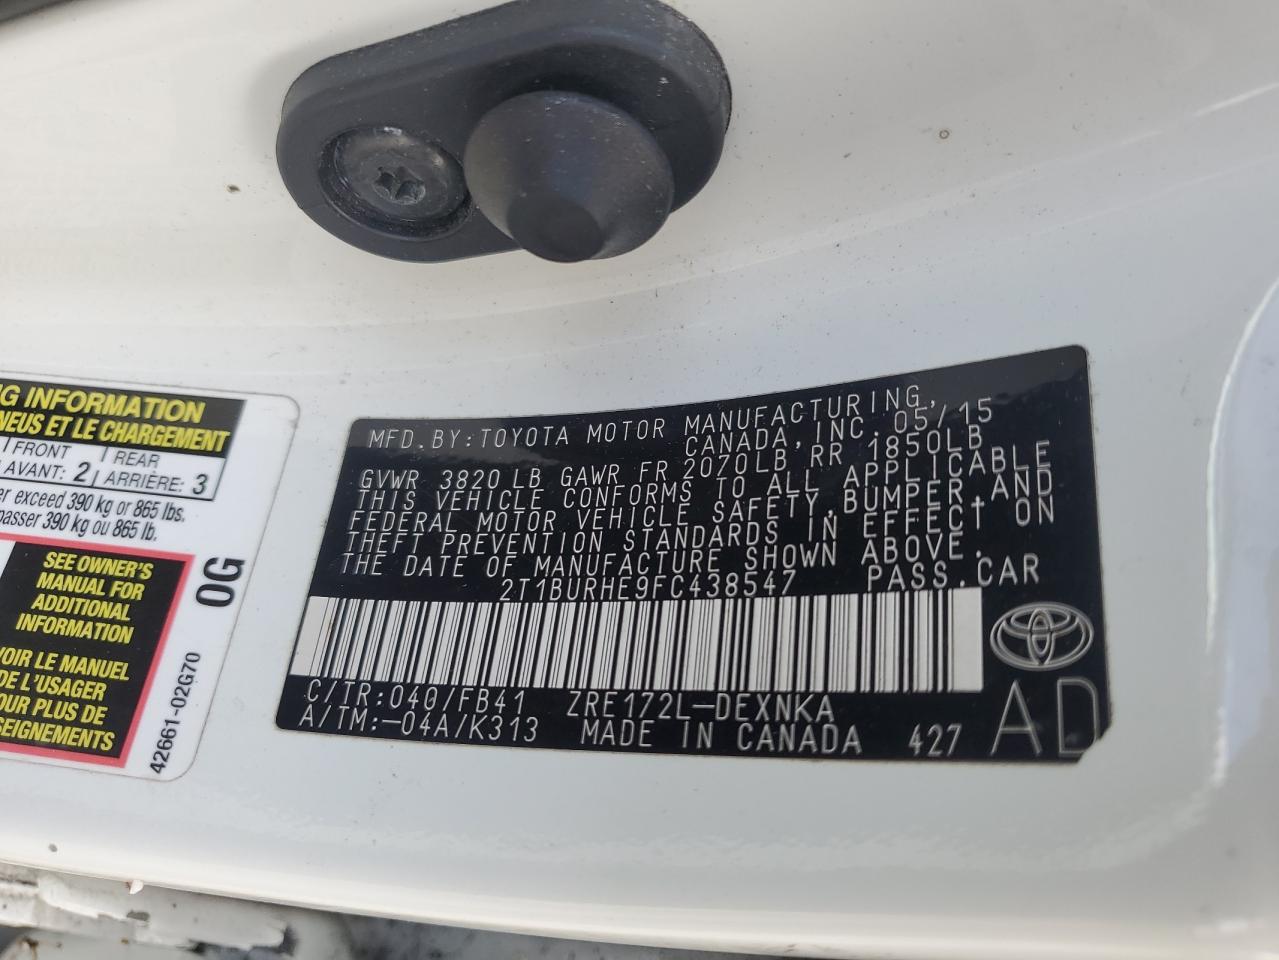 NG INFORMATION
NEUS ET LE CHARGEMENT
FRONT REAR
AVANT: 2 ARRIÈRE: 3
exceed 390 kg or 865 lbs.
passer 390 kg ou 865 lb.
SEE OWNER'S
MANUAL FOR
ADDITIONAL
INFORMATION
VOIR LE MANUEL
DE L'USAGER
POUR PLUS DE
SEIGNEMENTS
0G
42661-02G70
MFD. BY: TOYOTA MOTOR MANUFACTURING,
CANADA, INC. 05/15
GVWR 3820 LB GAWR FR 2070LB RR 1850LB
THIS VEHICLE CONFORMS TO ALL APPLICABLE
FEDERAL MOTOR VEHICLE SAFETY, BUMPER, AND
THEFT PREVENTION STANDARDS IN EFFECT ON
THE DATE OF MANUFACTURE SHOWN ABOVE.
2T1BURHE9FC438547 PASS.CAR
C/TR:040/FB41 ZRE172L-DEXNKA
A/TM:-04A/K313 MADE IN CANADA 427
AD